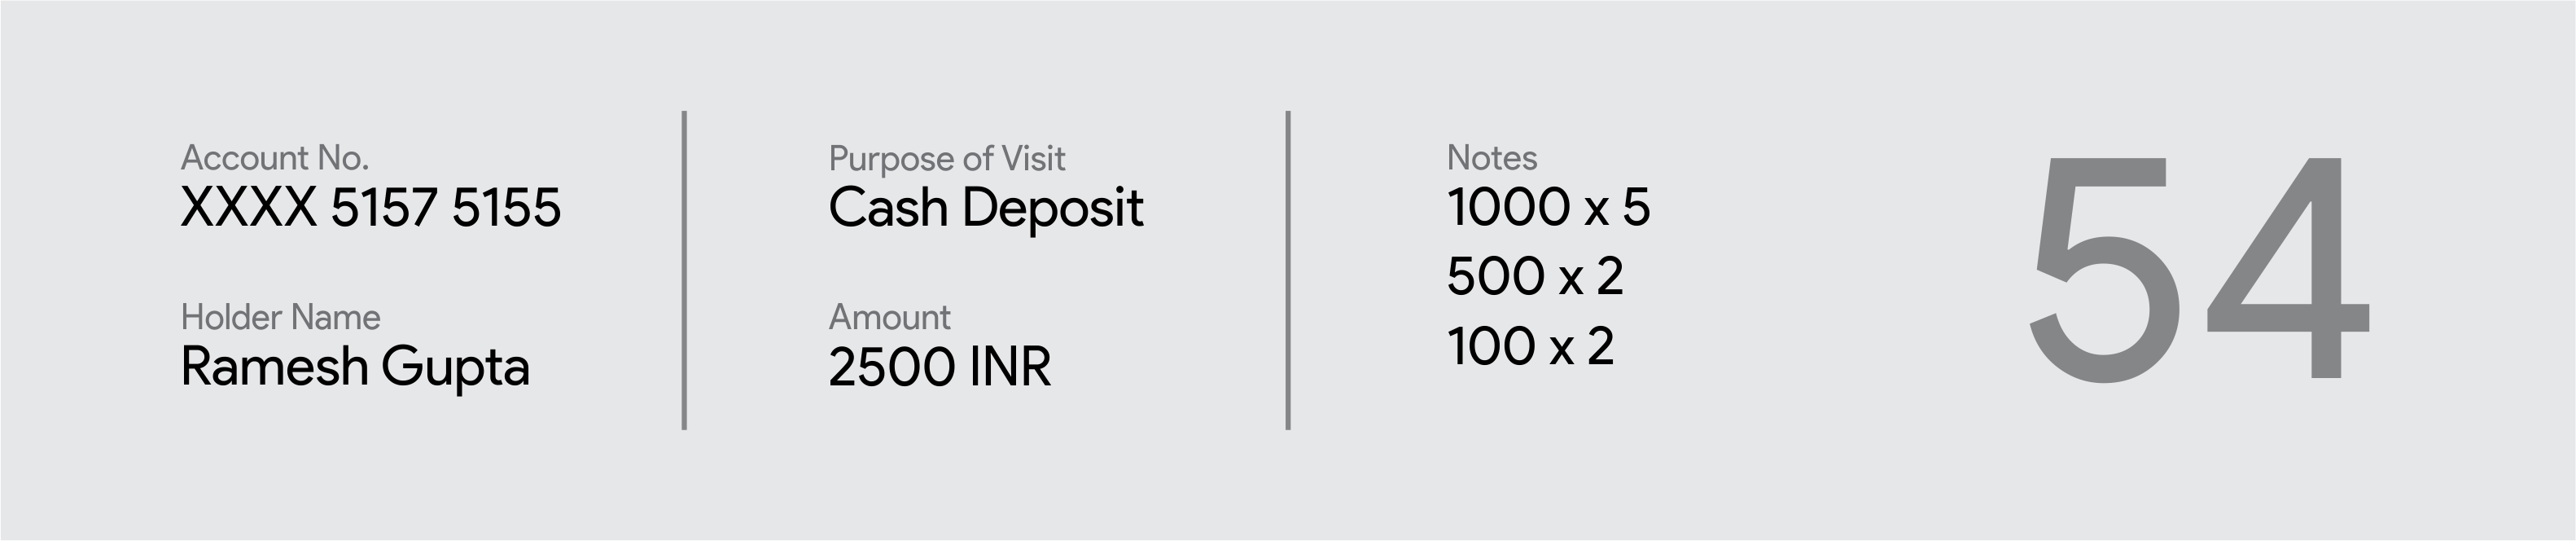 Account No.
XXXX 5157 5155
Holder Name
Ramesh Gupta
Purpose of Visit
Cash Deposit
Amount
2500 INR
Notes
1000 x 5
500 x 2
100 x 2
54